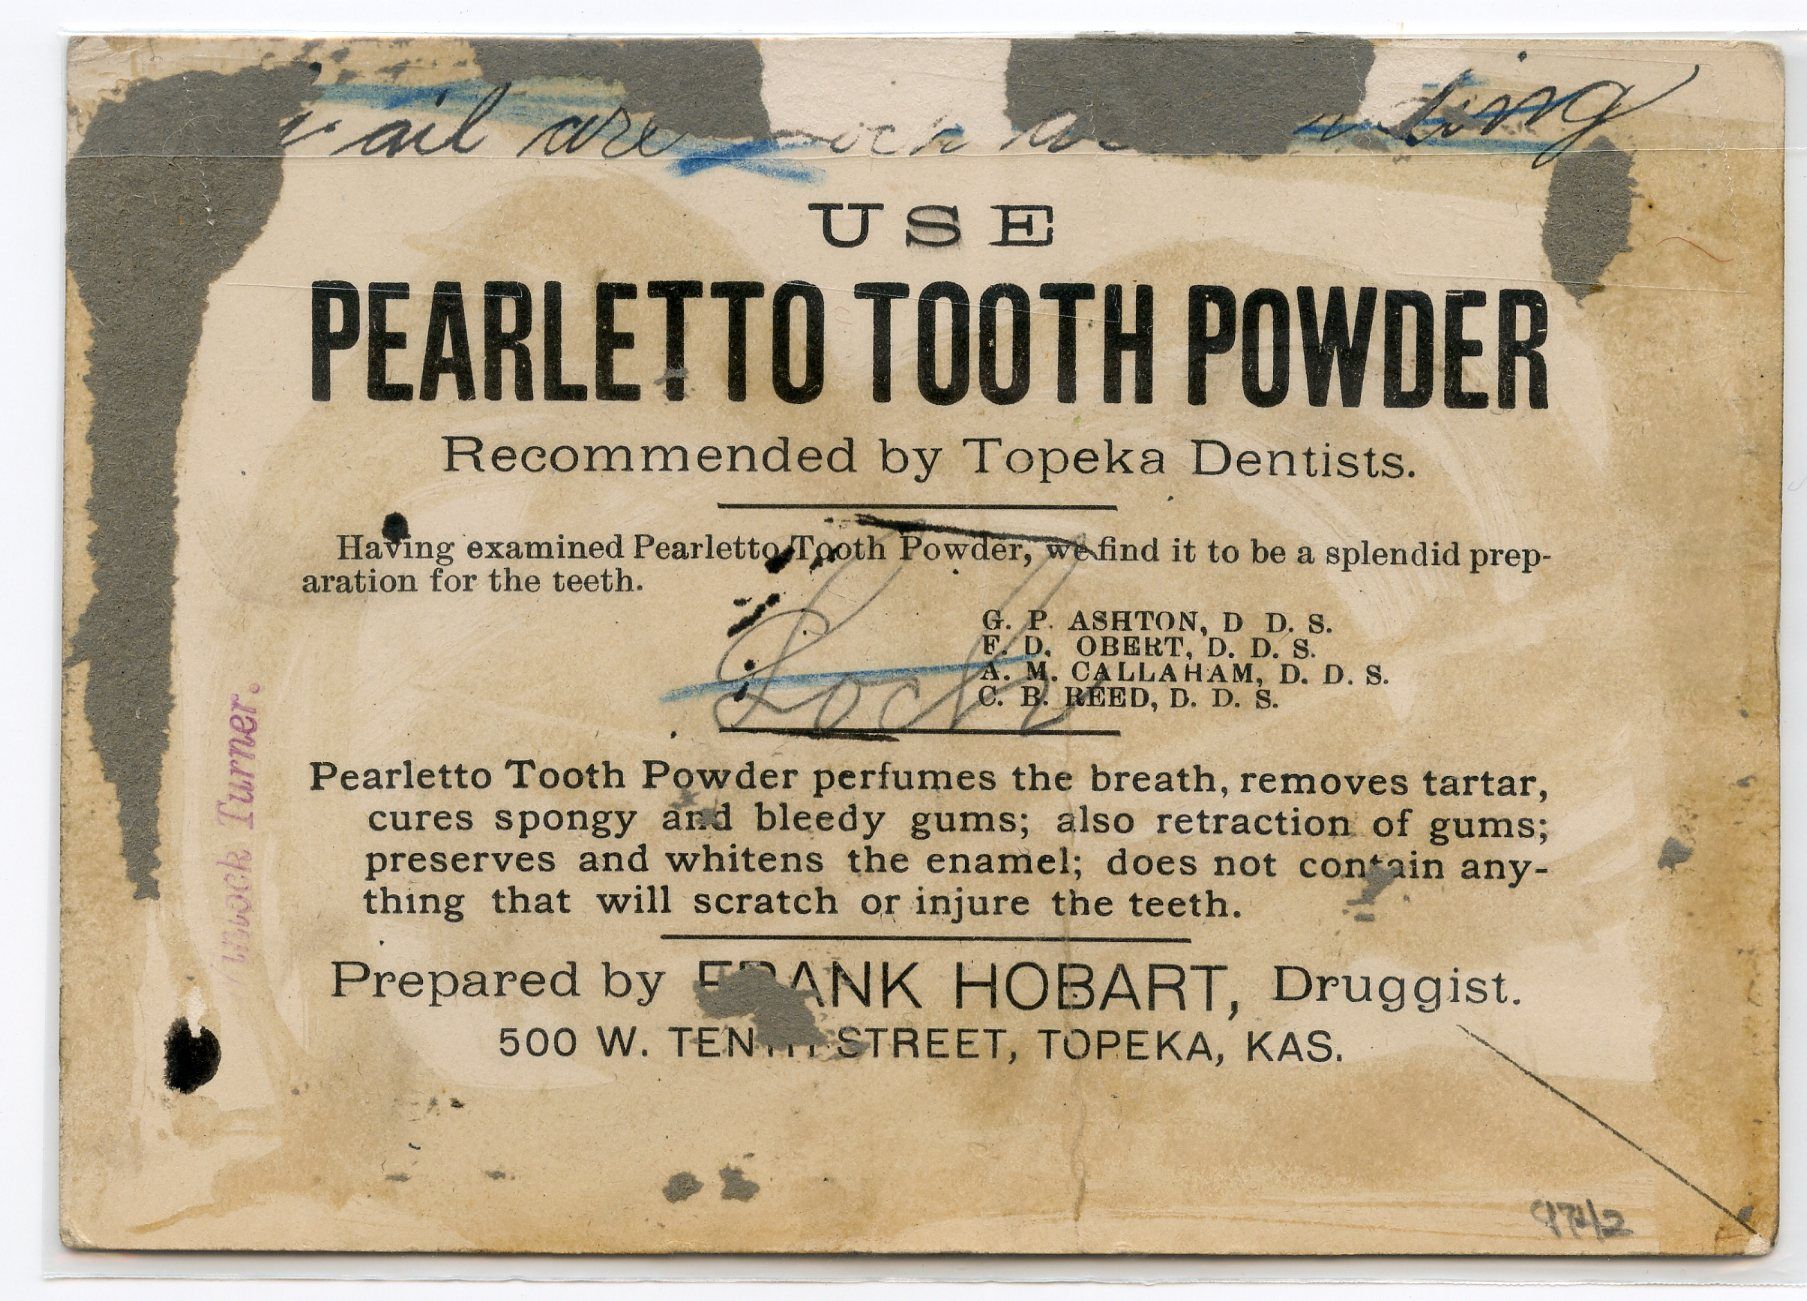 ail are
USE
PEARLETTO TOOTH POWDER
Recommended by Topeka Dentists.
Having examined Pearletto Tooth Powder, we find it to be a splendid prep-
aration for the teeth.
G. P. ASHTON, D D. S.
F. D. OBERT, D. D. S.
A. M. CALLAHAM, D. D. S.
C. B. REED, D. D. S.
Pearletto Tooth Powder perfumes the breath, removes tartar,
cures spongy and bleedy gums; also retraction of gums;
preserves and whitens the enamel; does not contain any-
thing that will scratch or injure the teeth.
Prepared by FRANK HOBART, Druggist.
500 W. TENTH STREET, TOPEKA, KAS.
Turner.